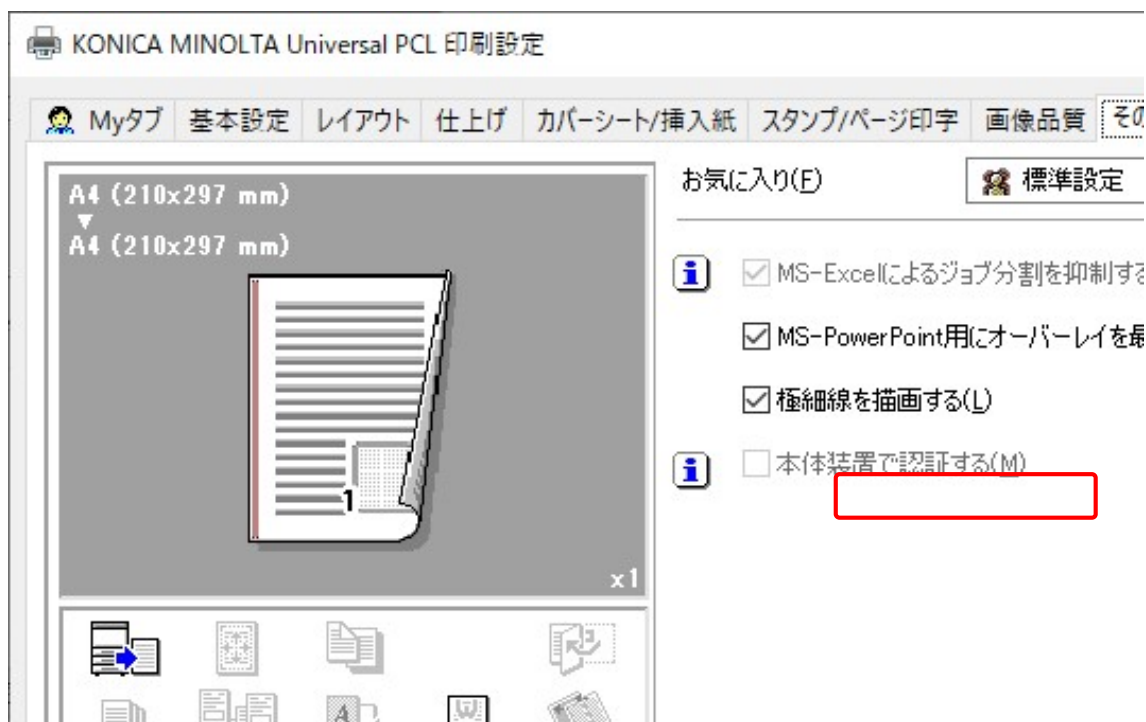 KONICA MINOLTA Universal PCL 印刷設定
Myタブ 基本設定 レイアウト 仕上げ カバーシート/挿入紙 スタンプ/ページ印字 画像品質 その
A4 (210x297 mm)
▼
A4 (210x297 mm)
1
x1
お気に入り(F) 標準設定
MS-Excelによるジョブ分割を抑制する
MS-PowerPoint用にオーバーレイを最
極細線を描画する(L)
本体装置で認証する(M)